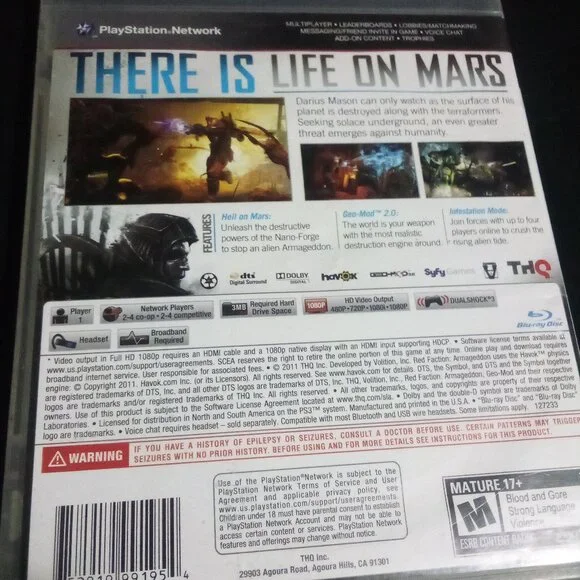 PlayStation®Network
MULTIPLAYER • LEADERBOARDS • LOBBIES/MATCHMAKING
MESSAGING/FRIEND INVITE IN GAME • VOICE CHAT
ADD-ON CONTENT • TROPHIES
THERE IS LIFE ON MARS
Darius Mason can only watch as the surface of his
planet is destroyed along with the terraformers.
Seeking solace underground, an even greater
threat emerges against humanity.
FEATURES
Hell on Mars:
Unleash the destructive
powers of the Nano-Forge
to stop an alien Armageddon.
Geo-Mod™ 2.0:
The world is your weapon
with the most realistic
destruction engine around.
Infestation Mode:
Join forces with up to four
players online to crush the
rising alien tide.
dts Digital Surround
DOLBY DIGITAL
havok
GEO-MOD
Syfy Games
THQ
Player 1
Network Players
2-4 co-op • 2-4 competitive
3MB Required Hard Drive Space
1080P HD Video Output
480P•720P•1080i•1080P
DUALSHOCK®3
Blu-ray Disc
Headset
Broadband Required
* Video output in Full HD 1080p requires an HDMI cable and a 1080p native display with an HDMI input supporting HDCP. • Software license terms available at
www.us.playstation.com/support/useragreements. SCEA reserves the right to retire the online portion of this game at any time. Online play and download requires
broadband internet service. User responsible for • © 2011 THQ Inc. Developed by Volition, Inc. Red Faction: Armageddon uses the Havok™ physics
engine: © Copyright 2011. Havok.com Inc. (or its Licensors). All rights reserved. See www.havok.com for details. DTS, the Symbol, and DTS and the Symbol together
are registered trademarks of DTS, Inc. and all other DTS logos are trademarks of DTS, Inc. THQ, Volition, Inc., Red Faction: Armageddon, Geo-Mod and their respective
logos are trademarks and/or registered trademarks of THQ Inc. All rights reserved. • All other trademarks, logos, and copyrights are property of their respective
owners. Use of this product is subject to the Software License Agreement located at www.thq.com/sla. • Dolby and the double-D symbol are trademarks of Dolby
Laboratories. • Licensed for distribution in North and South America on the PS3™ system. Manufactured and printed in the U.S.A. • "Blu-ray Disc" and "Blu-ray Disc"
logo are trademarks. • Voice chat requires headset – sold separately. Compatible with most Bluetooth and USB wire headsets. Some limitations apply. 127233
WARNING
IF YOU HAVE A HISTORY OF EPILEPSY OR SEIZURES, CONSULT A DOCTOR BEFORE USE. CERTAIN PATTERNS MAY TRIGGER
SEIZURES WITH NO PRIOR HISTORY. BEFORE USING AND FOR MORE DETAILS SEE INSTRUCTIONS FOR THIS PRODUCT.
Use of the PlayStation®Network is subject to the
PlayStation Network Terms of Service and User
Agreement and applicable privacy policy, see
www.us.playstation.com/support/useragreements.
Children under 18 must have parental consent to establish
a PlayStation Network Account and may not be able to
access certain content or services. PlayStation Network
features and offerings may change without notice.
THQ Inc.
29903 Agoura Road, Agoura Hills, CA 91301
99195 4
MATURE 17+
M
Blood and Gore
Strong Language
Violence
ESRB CONTENT